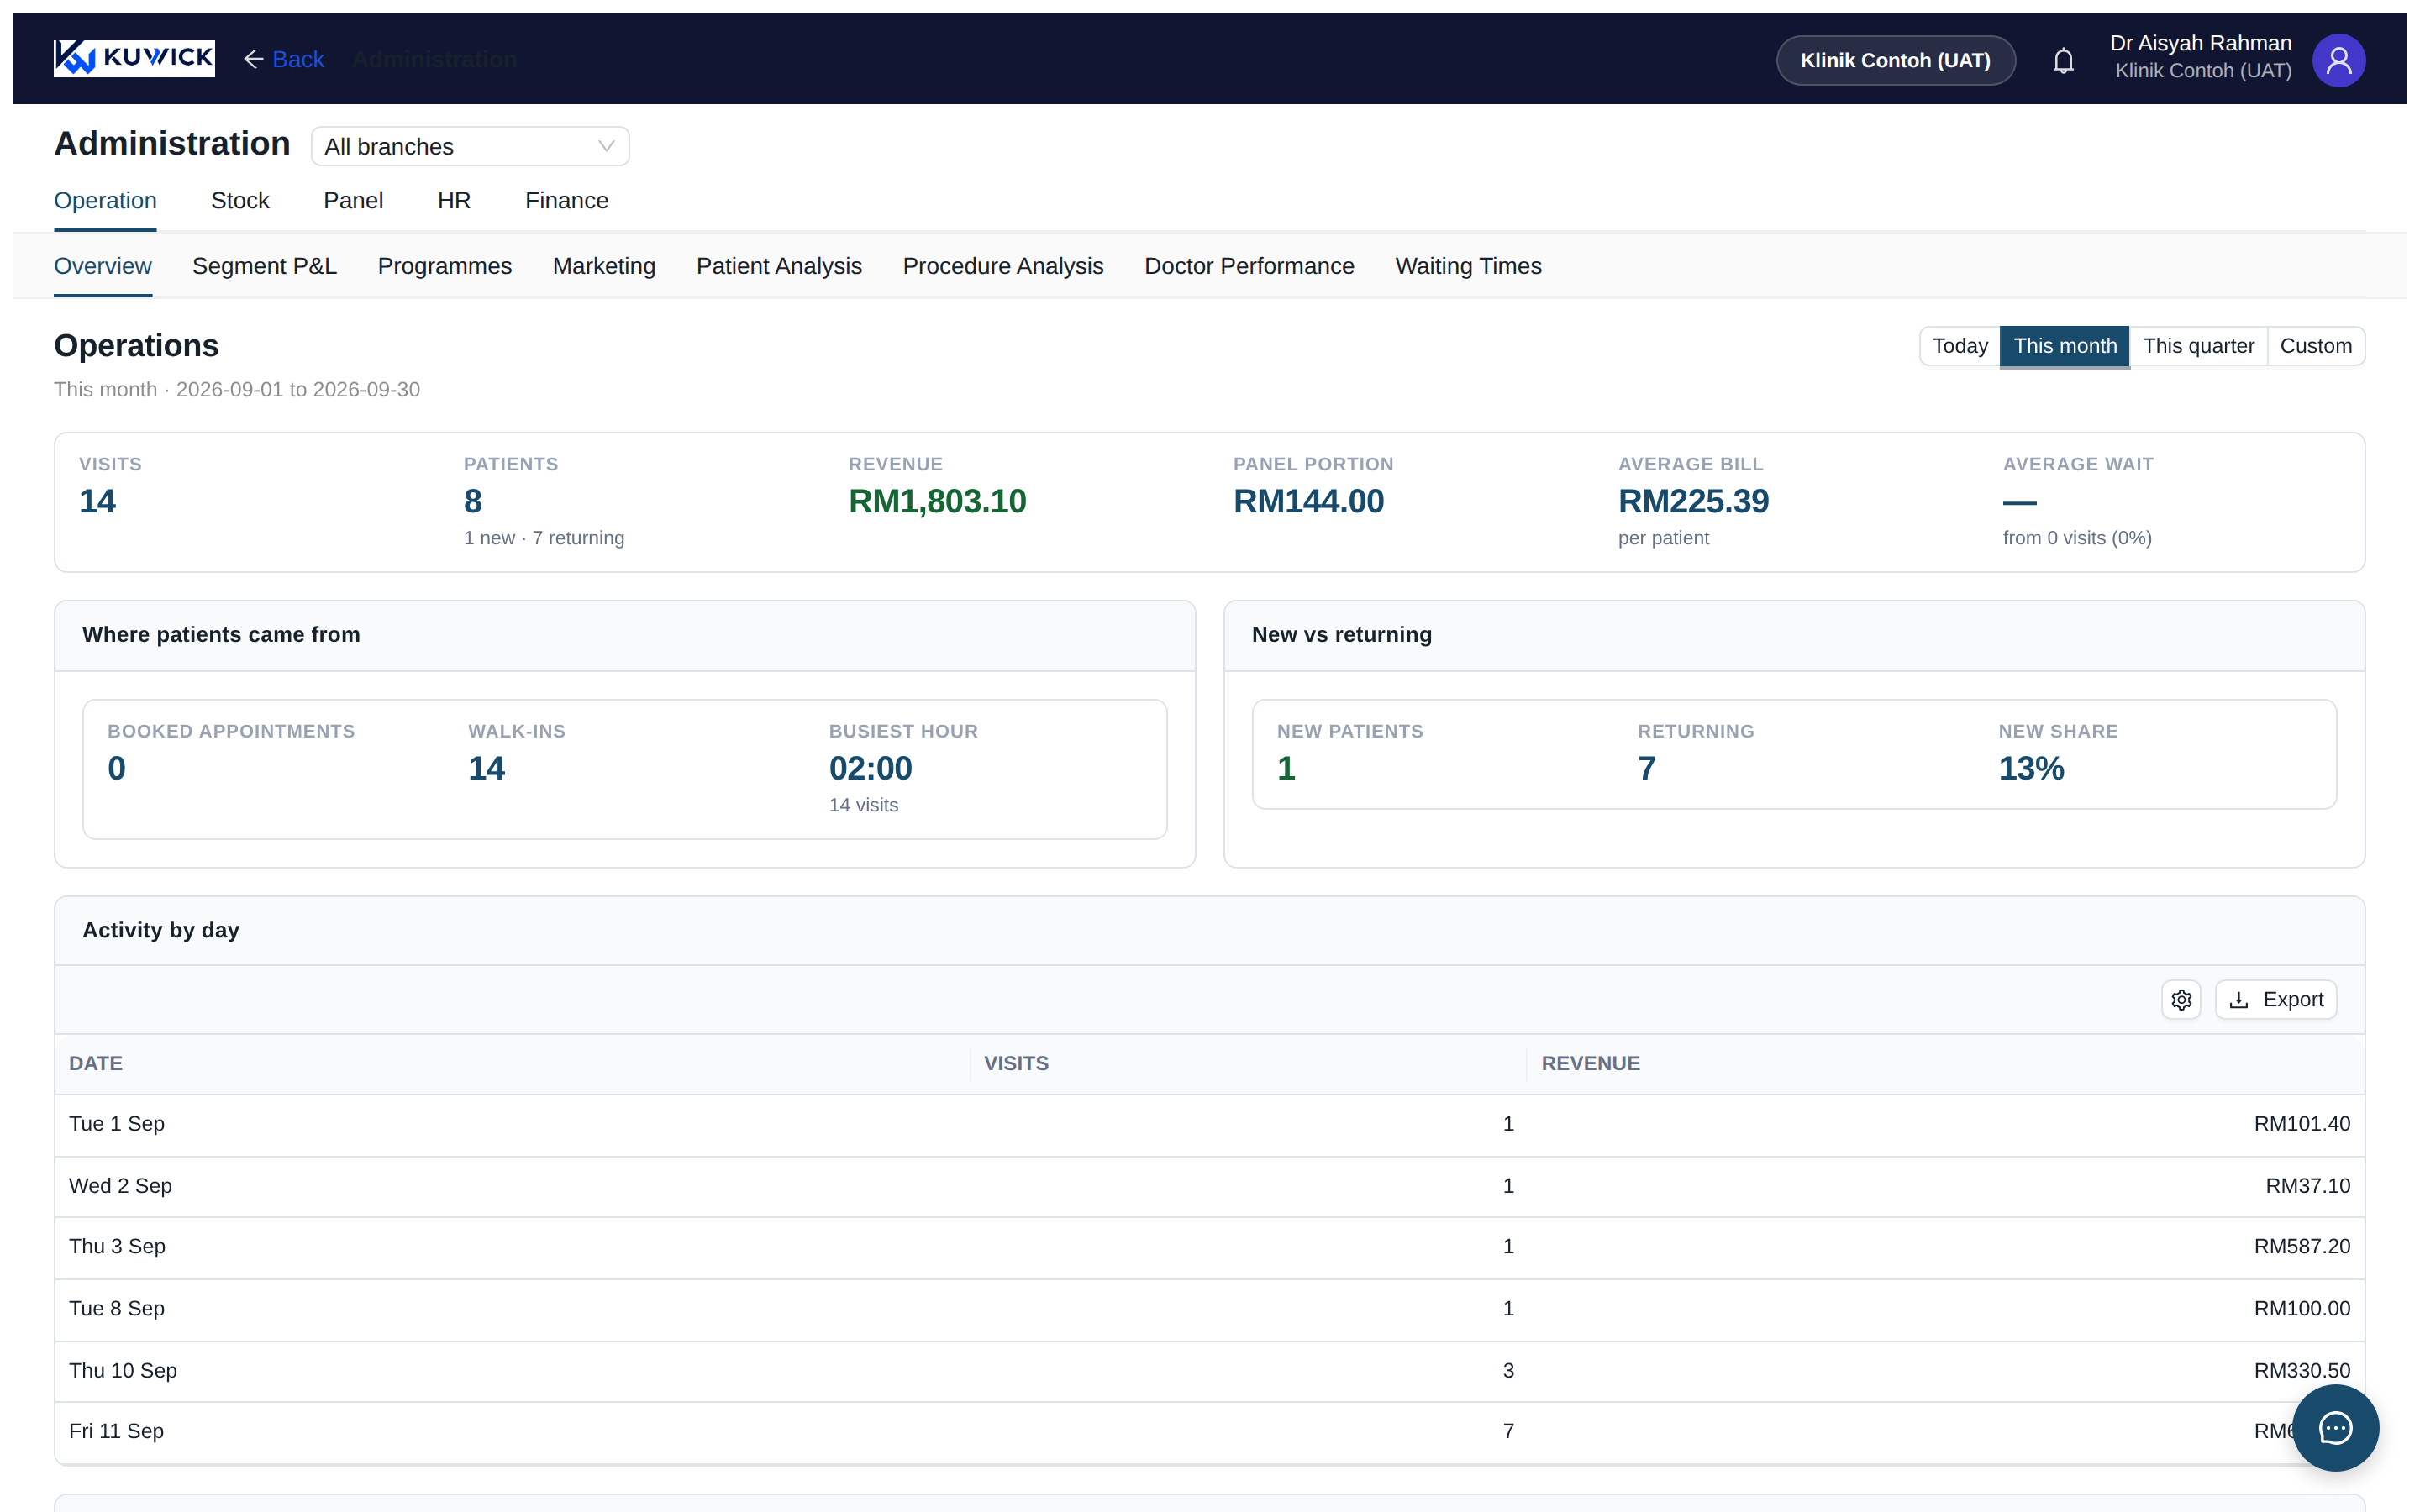 KUWICK
Back Administration
Klinik Contoh (UAT)
Dr Aisyah Rahman
Klinik Contoh (UAT)
Administration
All branches
Operation Stock Panel HR Finance
Overview Segment P&L Programmes Marketing Patient Analysis Procedure Analysis Doctor Performance Waiting Times
Operations
Today This month This quarter Custom
This month · 2026-09-01 to 2026-09-30
VISITS PATIENTS REVENUE PANEL PORTION AVERAGE BILL AVERAGE WAIT
14 8 RM1,803.10 RM144.00 RM225.39 —
1 new · 7 returning per patient from 0 visits (0%)
Where patients came from
BOOKED APPOINTMENTS WALK-INS BUSIEST HOUR
0 14 02:00
14 visits
New vs returning
NEW PATIENTS RETURNING NEW SHARE
1 7 13%
Activity by day
Export
DATE VISITS REVENUE
Tue 1 Sep 1 RM101.40
Wed 2 Sep 1 RM37.10
Thu 3 Sep 1 RM587.20
Tue 8 Sep 1 RM100.00
Thu 10 Sep 3 RM330.50
Fri 11 Sep 7